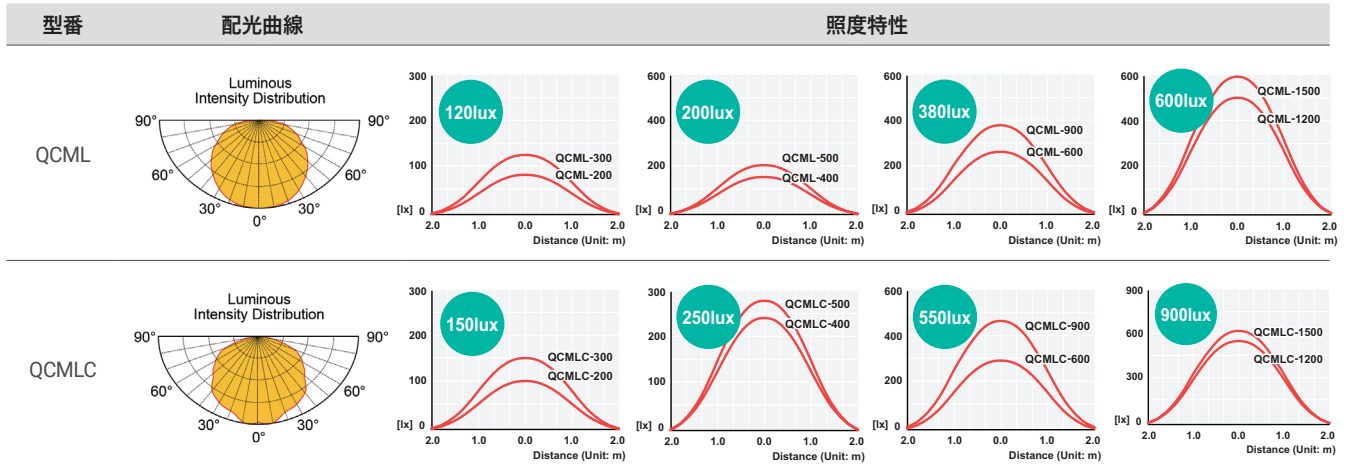 型番 配光曲線 照度特性
QCML
Luminous
Intensity Distribution
90° 90°
60° 60°
30° 30°
0°
300
200
100
[lx] 0
120lux
QCML-300
QCML-200
2.0 1.0 0.0 1.0 2.0
Distance (Unit: m)
600
400
200
[lx] 0
200lux
QCML-500
QCML-400
2.0 1.0 0.0 1.0 2.0
Distance (Unit: m)
600
400
200
[lx] 0
380lux
QCML-900
QCML-600
2.0 1.0 0.0 1.0 2.0
Distance (Unit: m)
600
400
200
[lx] 0
600lux
QCML-1500
QCML-1200
2.0 1.0 0.0 1.0 2.0
Distance (Unit: m)
QCMLC
Luminous
Intensity Distribution
90° 90°
60° 60°
30° 30°
0°
300
200
100
[lx] 0
150lux
QCMLC-300
QCMLC-200
2.0 1.0 0.0 1.0 2.0
Distance (Unit: m)
300
200
100
[lx] 0
250lux
QCMLC-500
QCMLC-400
2.0 1.0 0.0 1.0 2.0
Distance (Unit: m)
600
400
200
[lx] 0
550lux
QCMLC-900
QCMLC-600
2.0 1.0 0.0 1.0 2.0
Distance (Unit: m)
900
600
300
[lx] 0
900lux
QCMLC-1500
QCMLC-1200
2.0 1.0 0.0 1.0 2.0
Distance (Unit: m)